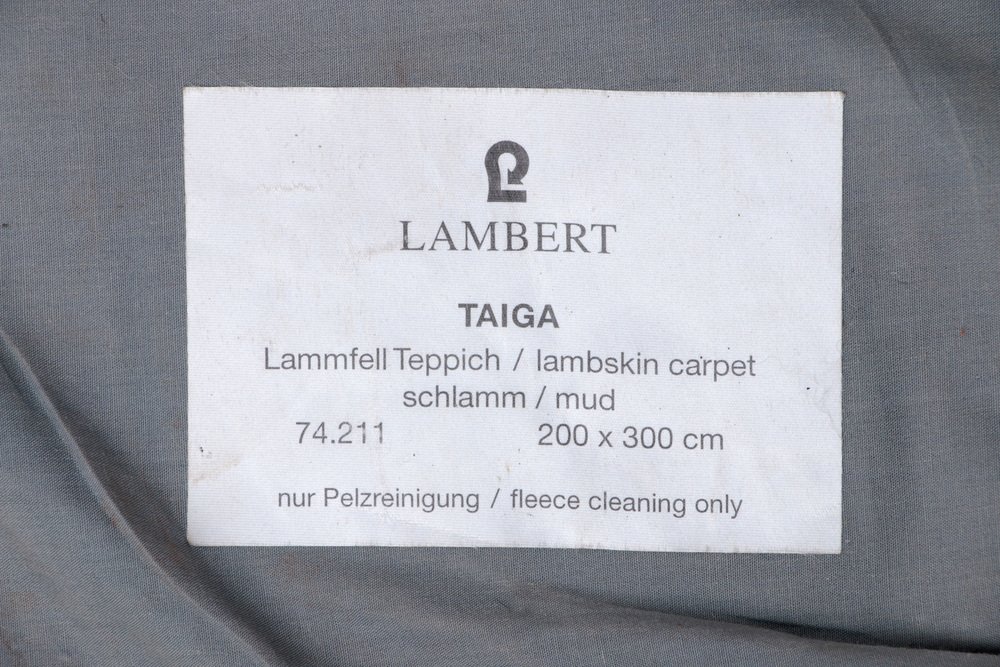 LAMBERT
TAIGA
Lammfell Teppich / lambskin carpet
schlamm / mud
74.211 200 x 300 cm
nur Pelzreinigung / fleece cleaning only